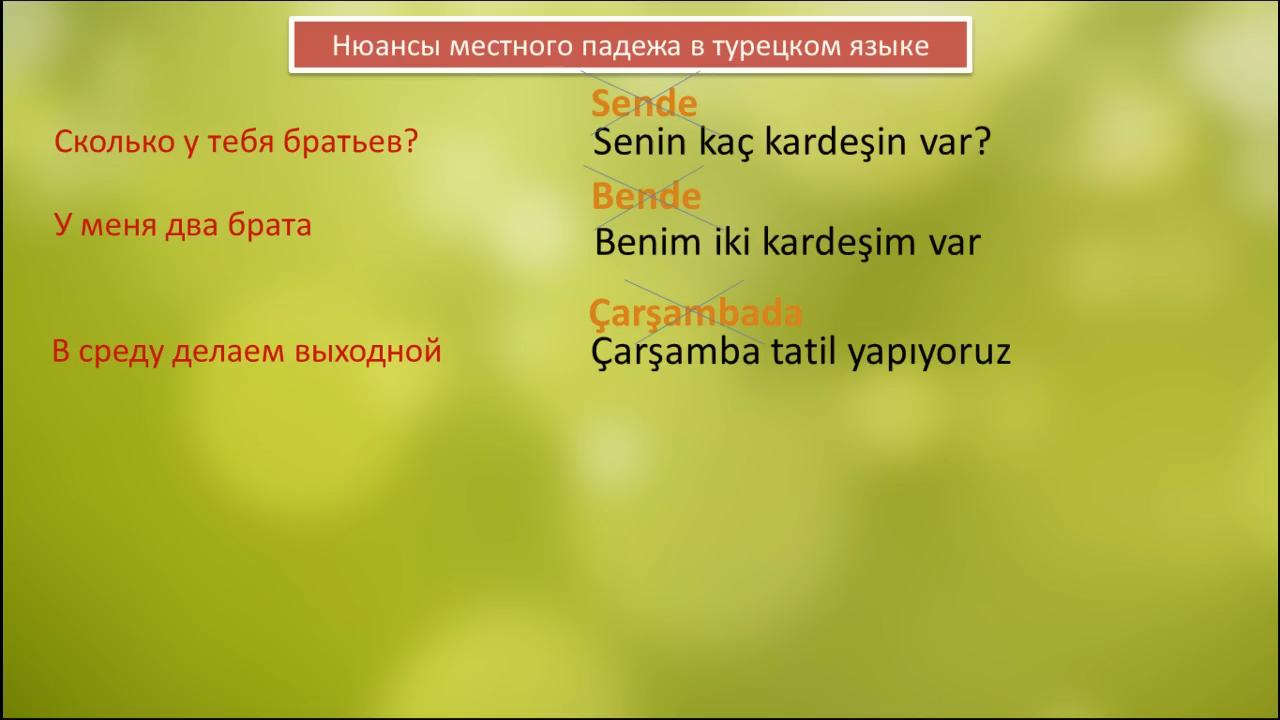 Нюансы местного падежа в турецком языке
Sende
Сколько у тебя братьев?
Senin kaç kardeşin var?
Bende
У меня два брата
Benim iki kardeşim var
Çarşambada
В среду делаем выходной
Çarşamba tatil yapıyoruz